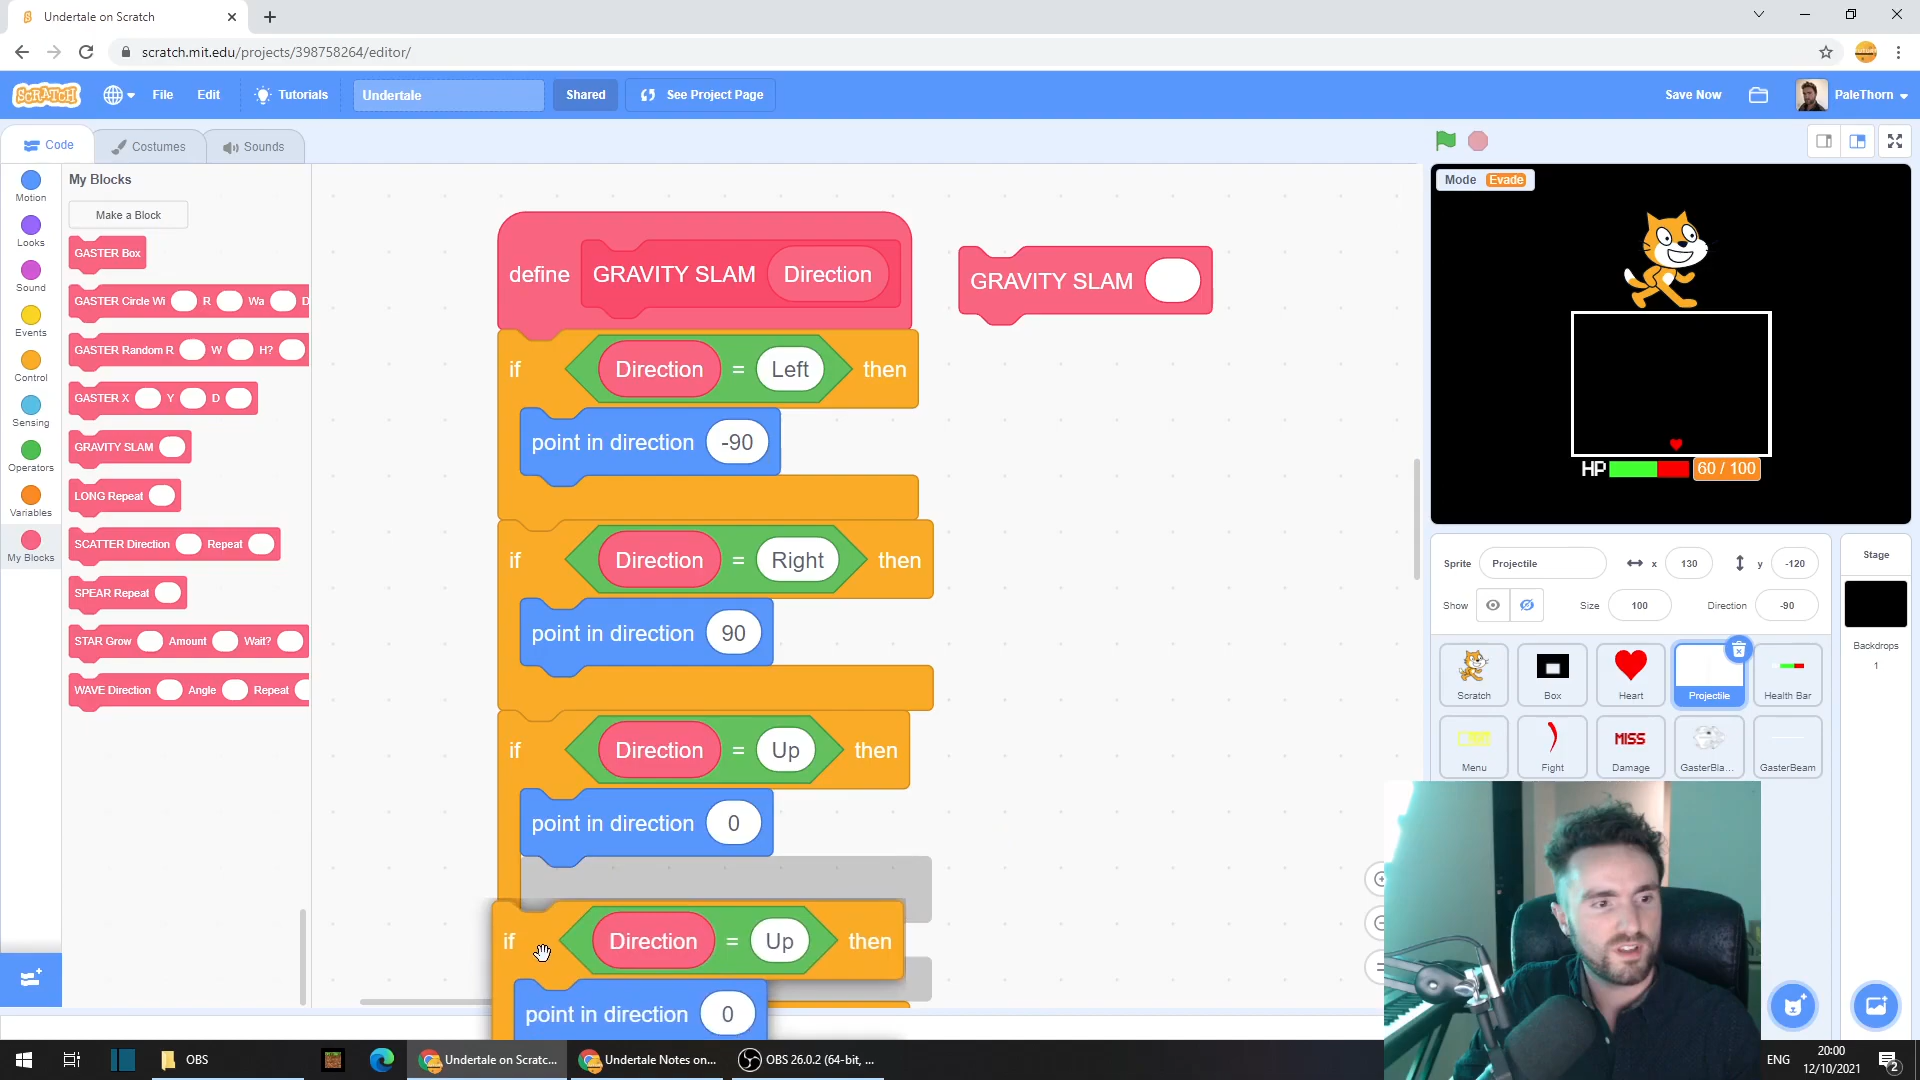 Undertale on Scratch
scratch.mit.edu/projects/398758264/editor/
SCRATCH
File
Edit
Tutorials
Undertale
Shared
See Project Page
Save Now
PaleThorn
Code
Costumes
Sounds
Motion
Looks
Sound
Events
Control
Sensing
Operators
Variables
My Blocks
My Blocks
Make a Block
GASTER Box
GASTER Circle Wi R Wa D
GASTER Random R W H?
GASTER X Y D
GRAVITY SLAM
LONG Repeat
SCATTER Direction Repeat
SPEAR Repeat
STAR Grow Amount Wait?
WAVE Direction Angle Repeat
define GRAVITY SLAM Direction
if Direction = Left then
point in direction -90
if Direction = Right then
point in direction 90
if Direction = Up then
point in direction 0
if Direction = Up then
point in direction 0
GRAVITY SLAM
Mode Evade
HP 60 / 100
Sprite Projectile x 130 y -120
Show Size 100 Direction -90
Scratch
Box
Heart
Projectile
Health Bar
MISS
Menu
Fight
Damage
GasterBla...
GasterBeam
Stage
Backdrops
1
OBS
Undertale on Scratc...
Undertale Notes on...
OBS 26.0.2 (64-bit, ...
ENG
20:00
12/10/2021
2